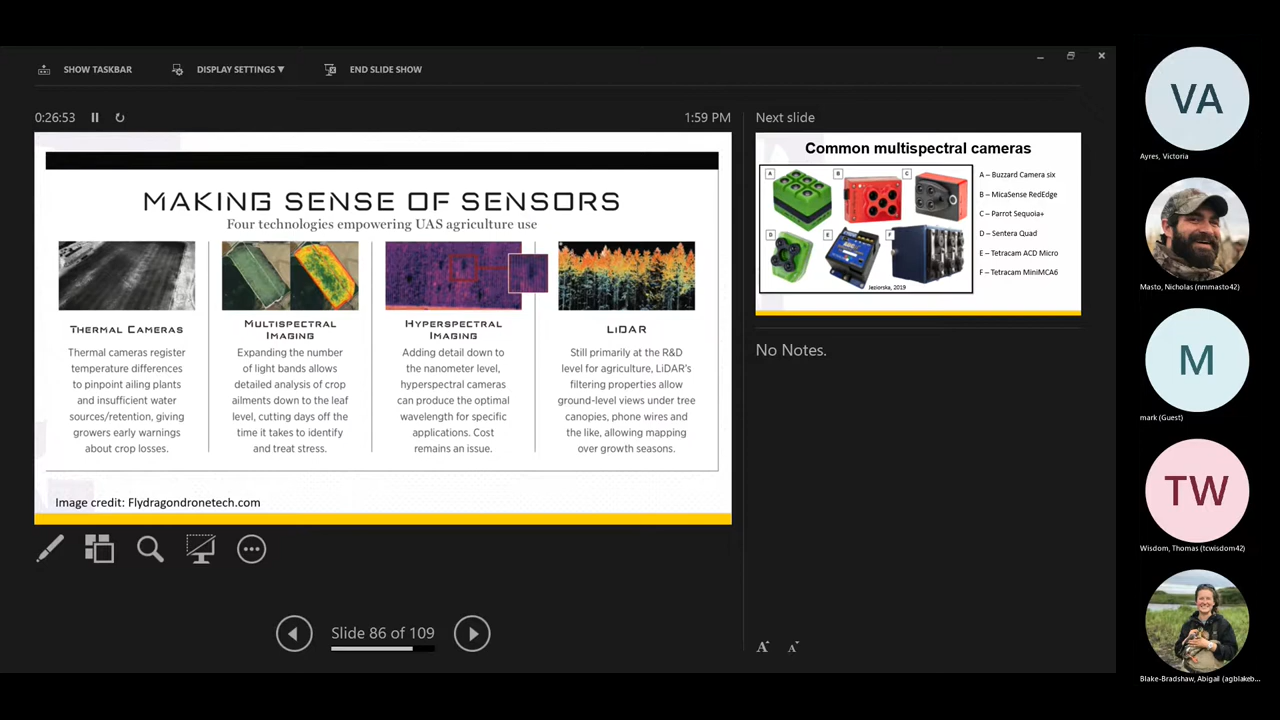 SHOW TASKBAR
DISPLAY SETTINGS ▼
END SLIDE SHOW
0:26:53
1:59 PM
MAKING SENSE OF SENSORS
Four technologies empowering UAS agriculture use
THERMAL CAMERAS
Thermal cameras register
temperature differences
to pinpoint ailing plants
and insufficient water
sources/retention, giving
growers early warnings
about crop losses.
MULTISPECTRAL
IMAGING
Expanding the number
of light bands allows
detailed analysis of crop
ailments down to the leaf
level, cutting days off the
time it takes to identify
and treat stress.
HYPERSPECTRAL
IMAGING
Adding detail down to
the nanometer level,
hyperspectral cameras
can produce the optimal
wavelength for specific
applications. Cost
remains an issue.
LiDAR
Still primarily at the R&D
level for agriculture, LiDAR's
filtering properties allow
ground-level views under tree
canopies, phone wires and
the like, allowing mapping
over growth seasons.
Image credit: Flydragondronetech.com
Slide 86 of 109
Next slide
Common multispectral cameras
A
B
C
D
E
F
Jeziorska, 2019
A – Buzzard Camera six
B – MicaSense RedEdge
C – Parrot Sequoia+
D – Sentera Quad
E – Tetracam ACD Micro
F – Tetracam MiniMCA6
No Notes.
A
A
VA
Ayres, Victoria
Masto, Nicholas (nmmasto42)
M
mark (Guest)
TW
Wisdom, Thomas (tcwisdom42)
Blake-Bradshaw, Abigail (agblakeb...